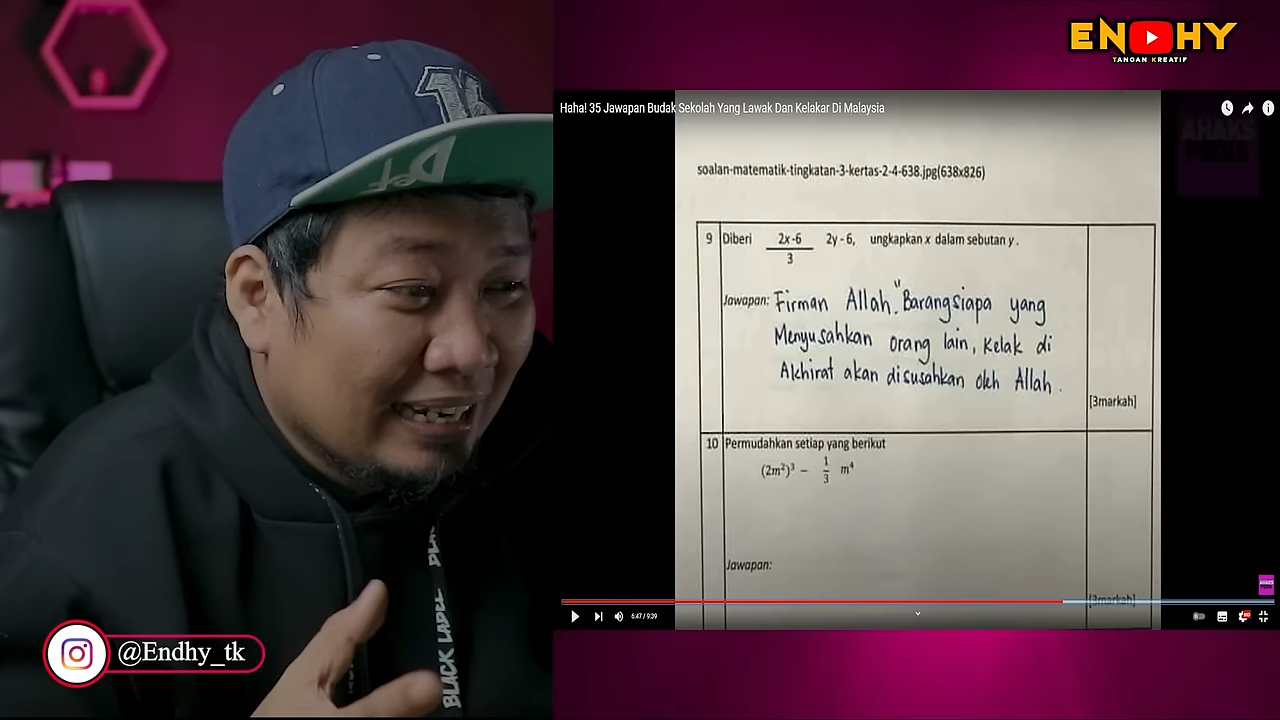 ENDHY
TANGAN KREATIF
Haha! 35 Jawapan Budak Sekolah Yang Lawak Dan Kelakar Di Malaysia
AHAKS
PEDIA
soalan-matematik-tingkatan-3-kertas-2-4-638.jpg(638x826)
9 Diberi 2x-6 / 3 2y-6, ungkapkan x dalam sebutan y.
Jawapan: Firman Allah. "Barangsiapa yang
Menyusahkan orang lain, Kelak di
Akhirat akan disusahkan oleh Allah.
[3markah]
10 Permudahkan setiap yang berikut
(2m²)³ - 1/3 m⁴
Jawapan:
[3markah]
6:47 / 9:39
@Endhy_tk
BLACK LABEL